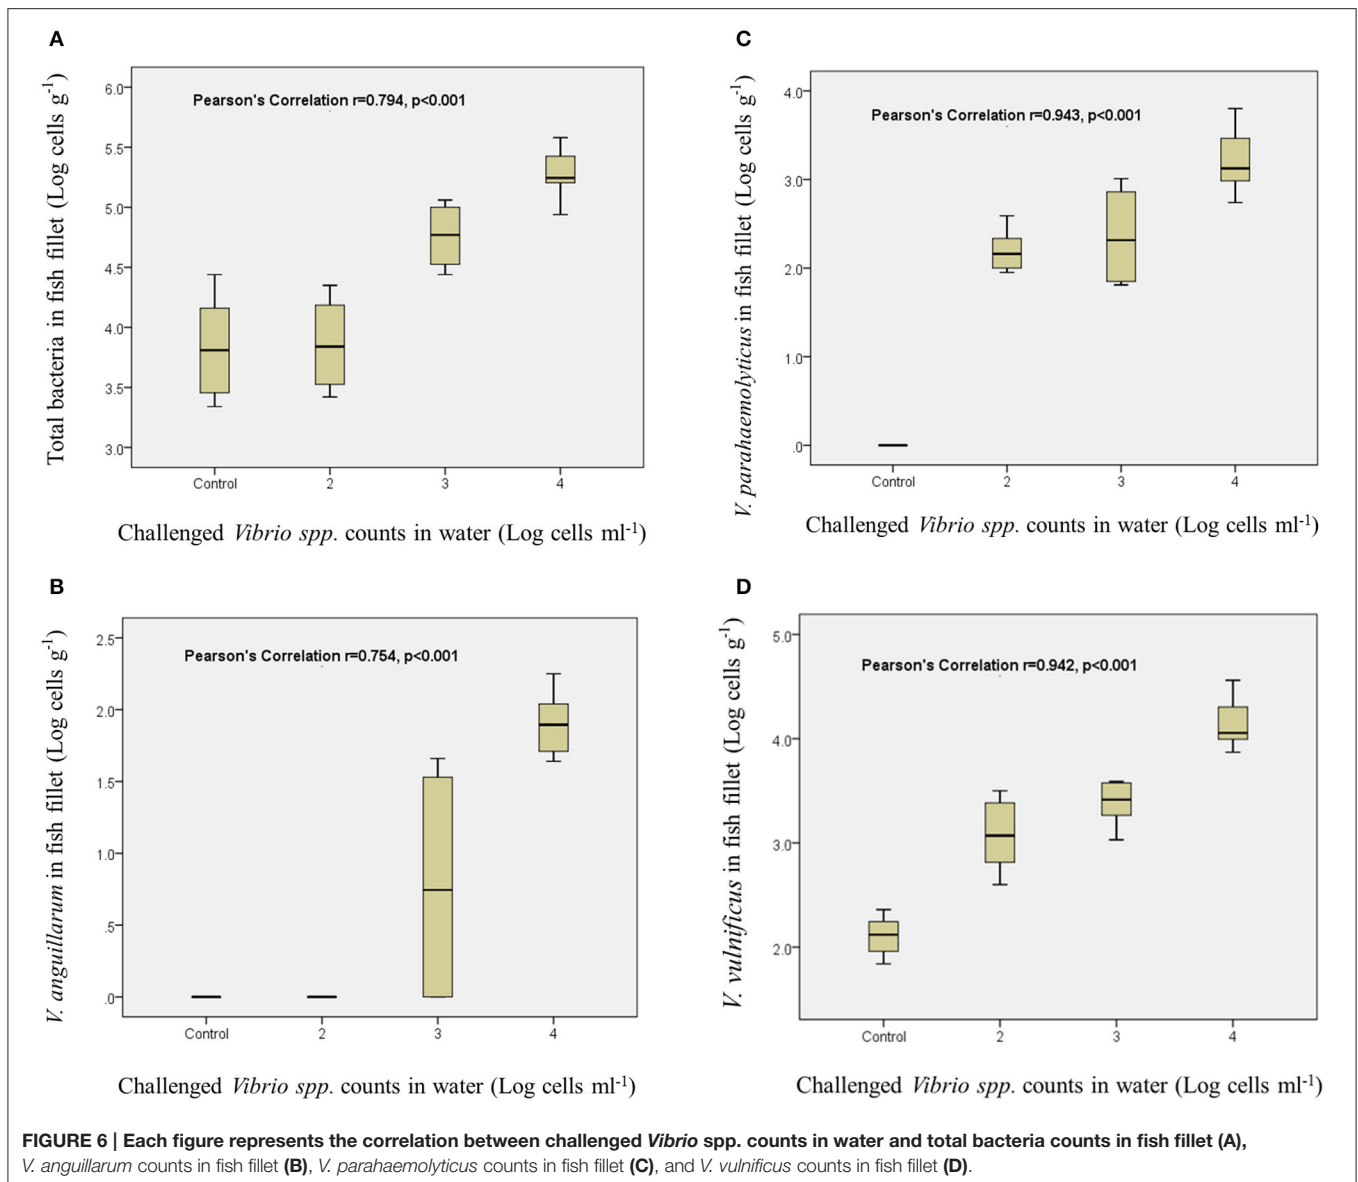 A
Total bacteria in fish fillet (Log cells g-1)
Pearson's Correlation r=0.794, p<0.001
6.0
5.5
5.0
4.5
4.0
3.5
3.0
Control 2 3 4
Challenged Vibrio spp. counts in water (Log cells ml-1)
B
V. anguillarum in fish fillet (Log cells g-1)
Pearson's Correlation r=0.754, p<0.001
2.5
2.0
1.5
1.0
.5
.0
Control 2 3 4
Challenged Vibrio spp. counts in water (Log cells ml-1)
C
V. parahaemolyticus in fish fillet (Log cells g-1)
Pearson's Correlation r=0.943, p<0.001
4.0
3.0
2.0
1.0
.0
Control 2 3 4
Challenged Vibrio spp. counts in water (Log cells ml-1)
D
V. vulnificus in fish fillet (Log cells g-1)
Pearson's Correlation r=0.942, p<0.001
5.0
4.0
3.0
2.0
Control 2 3 4
Challenged Vibrio spp. counts in water (Log cells ml-1)
FIGURE 6 | Each figure represents the correlation between challenged Vibrio spp. counts in water and total bacteria counts in fish fillet (A),
V. anguillarum counts in fish fillet (B), V. parahaemolyticus counts in fish fillet (C), and V. vulnificus counts in fish fillet (D).